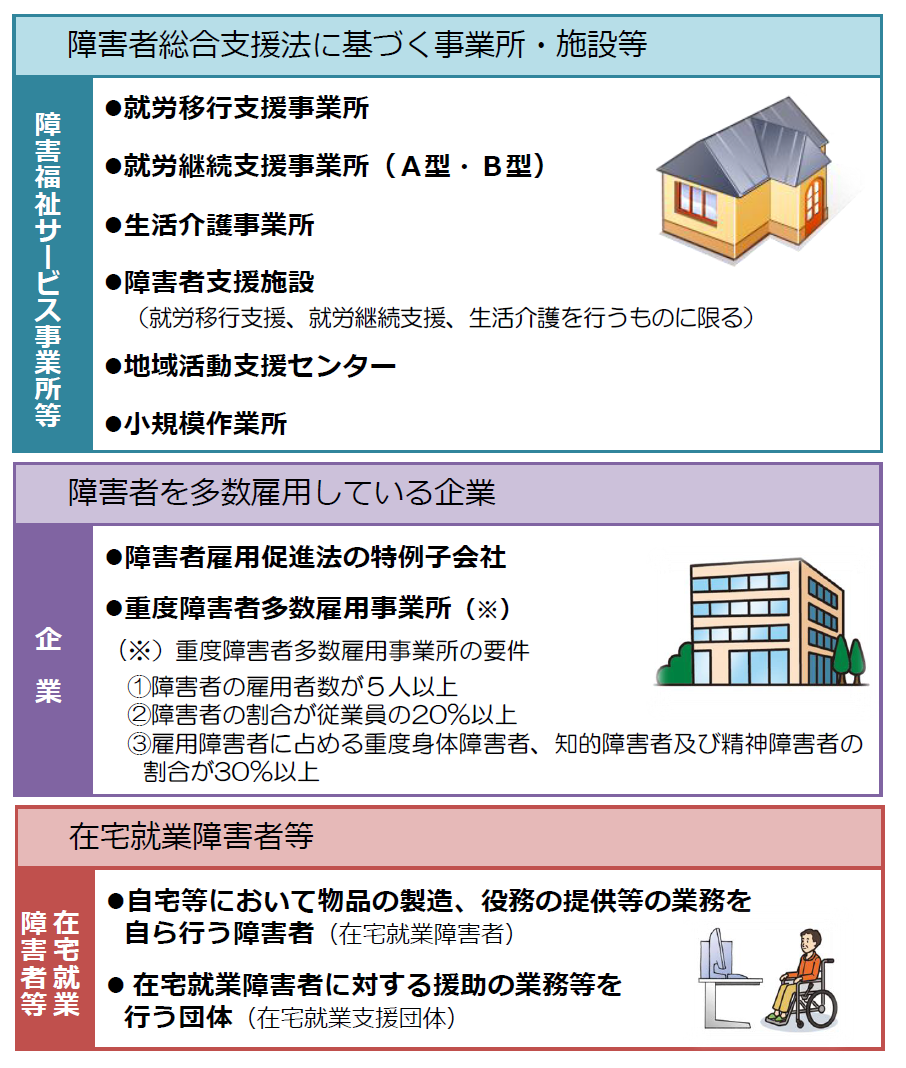 障害者総合支援法に基づく事業所・施設等
障害福祉サービス事業所等
●就労移行支援事業所
●就労継続支援事業所（Ａ型・Ｂ型）
●生活介護事業所
●障害者支援施設
（就労移行支援、就労継続支援、生活介護を行うものに限る）
●地域活動支援センター
●小規模作業所
障害者を多数雇用している企業
企業
●障害者雇用促進法の特例子会社
●重度障害者多数雇用事業所（※）
（※）重度障害者多数雇用事業所の要件
①障害者の雇用者数が５人以上
②障害者の割合が従業員の20％以上
③雇用障害者に占める重度身体障害者、知的障害者及び精神障害者の
割合が30％以上
在宅就業障害者等
在宅就業
障害者等
●自宅等において物品の製造、役務の提供等の業務を
自ら行う障害者（在宅就業障害者）
● 在宅就業障害者に対する援助の業務等を
行う団体（在宅就業支援団体）